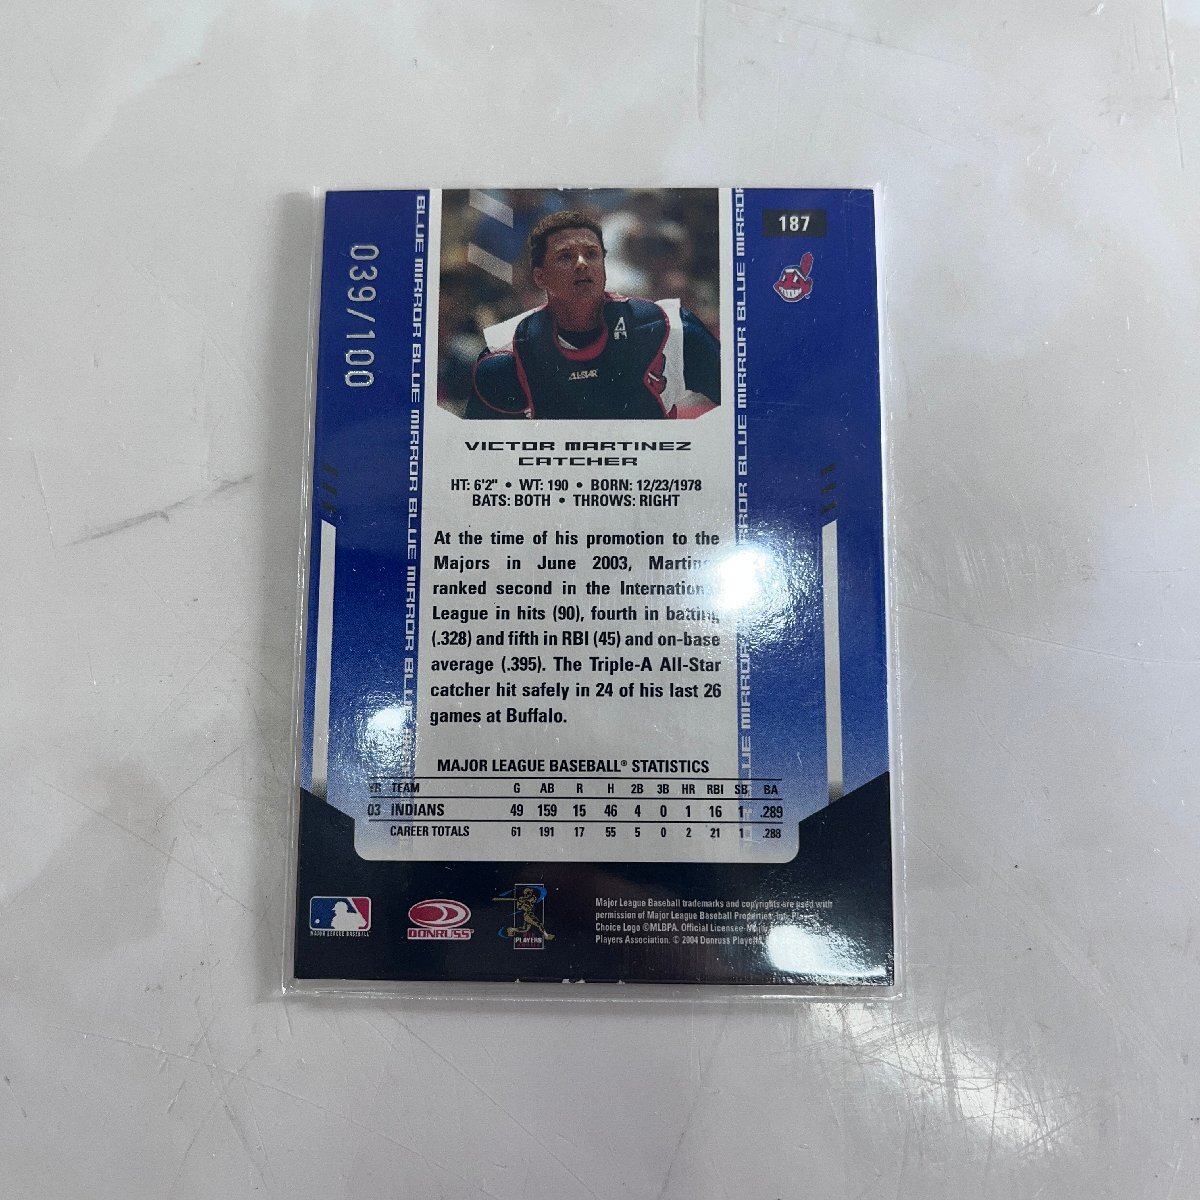 187
039/100
BLUE MIRROR BLUE MIRROR BLUE MIRROR BLUE
BLUE MIRROR BLUE MIRROR
BLUE MIRROR
ALL-STAR
VICTOR MARTINEZ
CATCHER
HT: 6'2" • WT: 190 • BORN: 12/23/1978
BATS: BOTH • THROWS: RIGHT
At the time of his promotion to the
Majors in June 2003,
ranked second in the
League in hits (90), fourth in batting
(.328) and fifth in RBI (45) and on-base
average (.395). The Triple-A All-Star
catcher hit safely in 24 of his last 26
games at Buffalo.
MAJOR LEAGUE BASEBALL® STATISTICS
YR TEAM G AB R H 2B 3B HR RBI SB BA
03 INDIANS 49 159 15 46 4 0 1 16 1 .289
CAREER TOTALS 61 191 17 55 5 0 2 21 1 .288
MAJOR LEAGUE BASEBALL
DONRUSS
PLAYERS
Major League Baseball trademarks and copyrights are used with
permission of Major League Baseball Properties, Inc.
Choice Logo ©MLBPA. Official Licensee
Players Association. © 2004 Donruss